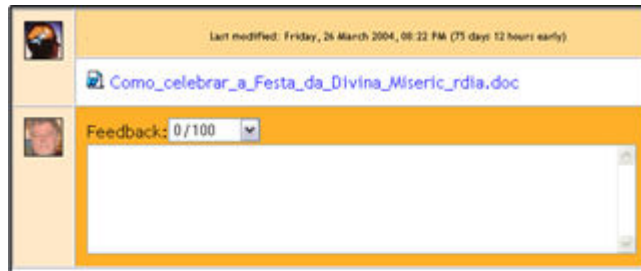 Last modified: Friday, 26 March 2004, 08:22 PM (75 days 12 hours early)
Como_celebrar_a_Festa_da_Divina_Miseric_rdia.doc
Feedback: 0/100